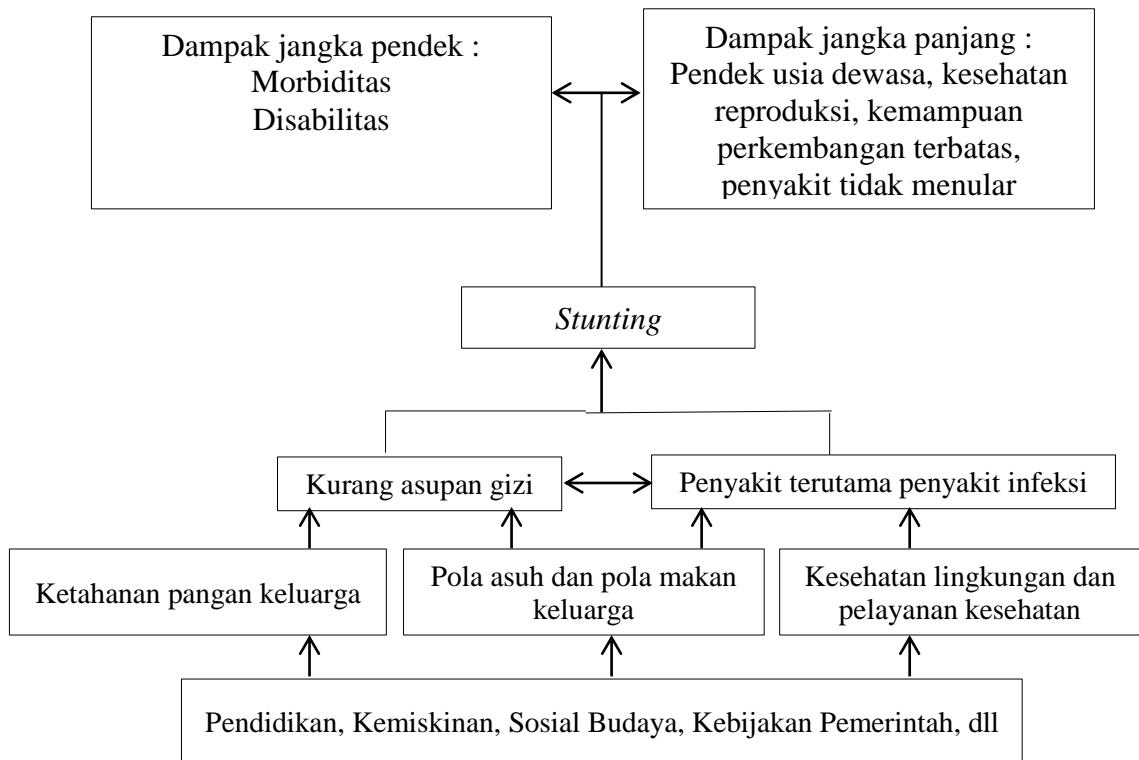 Dampak jangka pendek :
Morbiditas
Disabilitas
Dampak jangka panjang :
Pendek usia dewasa, kesehatan
reproduksi, kemampuan
perkembangan terbatas,
penyakit tidak menular
Stunting
Kurang asupan gizi
Penyakit terutama penyakit infeksi
Ketahanan pangan keluarga
Pola asuh dan pola makan
keluarga
Kesehatan lingkungan dan
pelayanan kesehatan
Pendidikan, Kemiskinan, Sosial Budaya, Kebijakan Pemerintah, dll